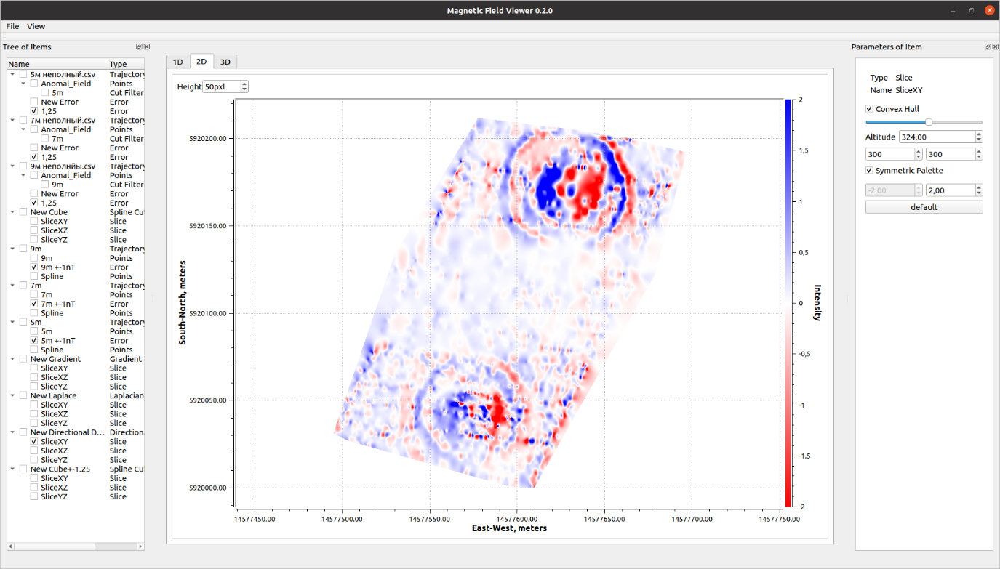 Magnetic Field Viewer 0.2.0
File View
Tree of Items
Name Type
5м неполный.csv Trajectory
Anomal_Field Points
5m Cut Filter
New Error Error
1,25 Error
7м неполный.csv Trajectory
Anomal_Field Points
7m Cut Filter
New Error Error
1,25 Error
9м неполнйы.csv Trajectory
Anomal_Field Points
9m Cut Filter
New Error Error
1,25 Error
New Cube Spline Cu
SliceXY Slice
SliceXZ Slice
SliceYZ Slice
9m Trajectory
9m Points
9m +-1nT Error
Spline Points
7m Trajectory
7m Points
7m +-1nT Error
Spline Points
5m Trajectory
5m Points
5m +-1nT Error
Spline Points
New Gradient Gradient
SliceXY Slice
SliceXZ Slice
SliceYZ Slice
New Laplace Laplacian
SliceXY Slice
SliceXZ Slice
SliceYZ Slice
New Directional D... Directiona
SliceXY Slice
SliceXZ Slice
SliceYZ Slice
New Cube+-1.25 Spline Cu
SliceXY Slice
SliceXZ Slice
SliceYZ Slice
1D 2D 3D
Height 50pxl
South-North, meters
5920200.00
5920150.00
5920100.00
5920050.00
5920000.00
14577450.00 14577500.00 14577550.00 14577600.00 14577650.00 14577700.00 14577750.00
East-West, meters
2
1,5
1
0,5
0
-0,5
-1
-1,5
-2
Intensity
Parameters of Item
Type Slice
Name SliceXY
Convex Hull
Altitude 324,00
300 300
Symmetric Palette
-2,00 2,00
default